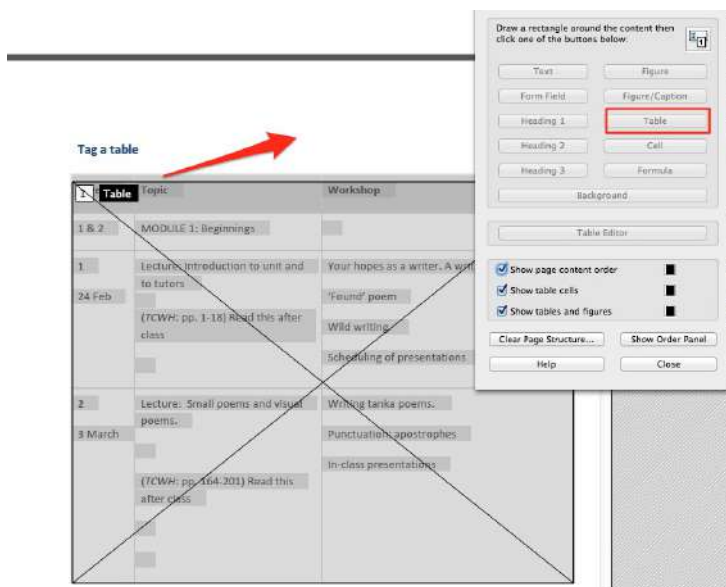 Draw a rectangle around the content then
click one of the buttons below:
Text
Figure
Form Field
Figure/Caption
Heading 1
Table
Heading 2
Cell
Heading 3
Formula
Background
Table Editor
Show page content order
Show table cells
Show tables and figures
Clear Page Structure...
Show Order Panel
Help
Close
Tag a table
1
Table
Topic
Workshop
1 & 2
MODULE 1: Beginnings
1
24 Feb
Lecture: Introduction to unit and
to tutors
(TCWH: pp. 1-18) Read this after
class
Your hopes as a writer. A
'Found' poem
Wild writing
Scheduling of presentations
2
3 March
Lecture: Small poems and visual
poems.
(TCWH: pp. 164-201) Read this
after class
Writing tanka poems.
Punctuation: apostrophes
In-class presentations